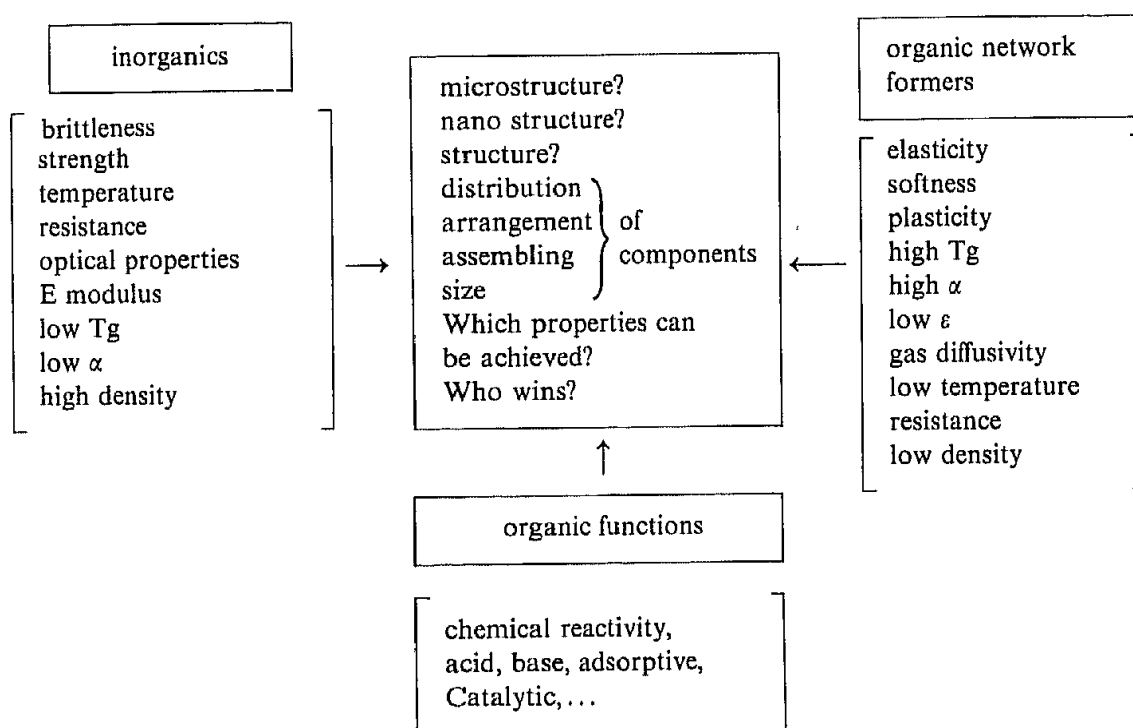 inorganics
brittleness
strength
temperature
resistance
optical properties
E modulus
low Tg
low α
high density
microstructure?
nano structure?
structure?
distribution
arrangement
assembling
size
of
components
Which properties can
be achieved?
Who wins?
organic network
formers
elasticity
softness
plasticity
high Tg
high α
low ε
gas diffusivity
low temperature
resistance
low density
organic functions
chemical reactivity,
acid, base, adsorptive,
Catalytic,...